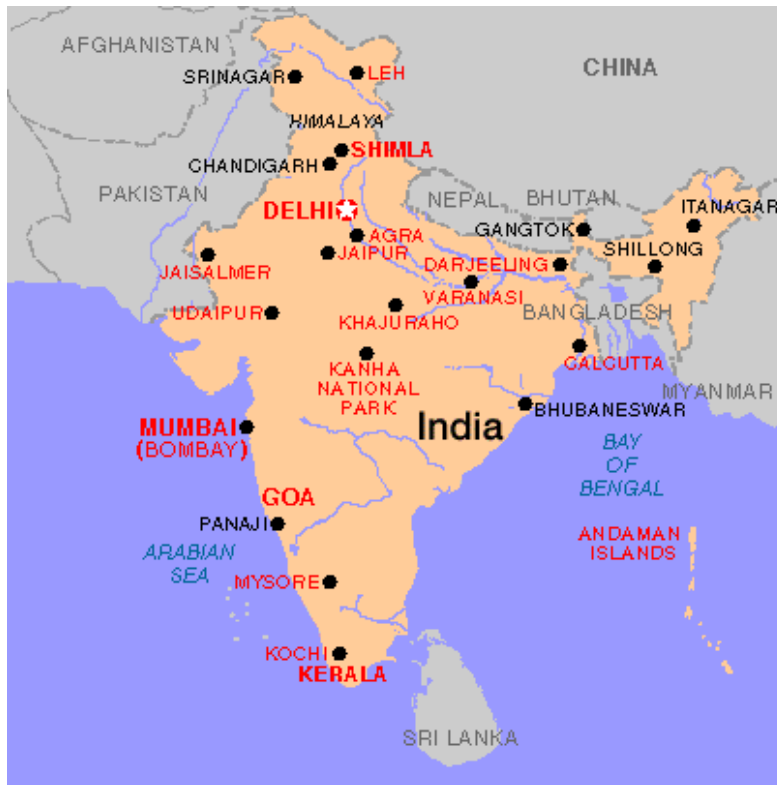 AFGHANISTAN
CHINA
SRINAGAR
LEH
HIMALAYA
SHIMLA
CHANDIGARH
PAKISTAN
NEPAL
BHUTAN
ITANAGAR
DELHI
GANGTOK
AGRA
SHILLONG
JAIPUR
DARJEELING
JAISALMER
VARANASI
UDAIPUR
KHAJURAHO
BANGLADESH
KANHA
NATIONAL
PARK
CALCUTTA
MYANMAR
India
BHUBANESWAR
MUMBAI
(BOMBAY)
BAY
OF
BENGAL
GOA
PANAJI
ANDAMAN
ISLANDS
ARABIAN
SEA
MYSORE
KOCHI
KERALA
SRI LANKA